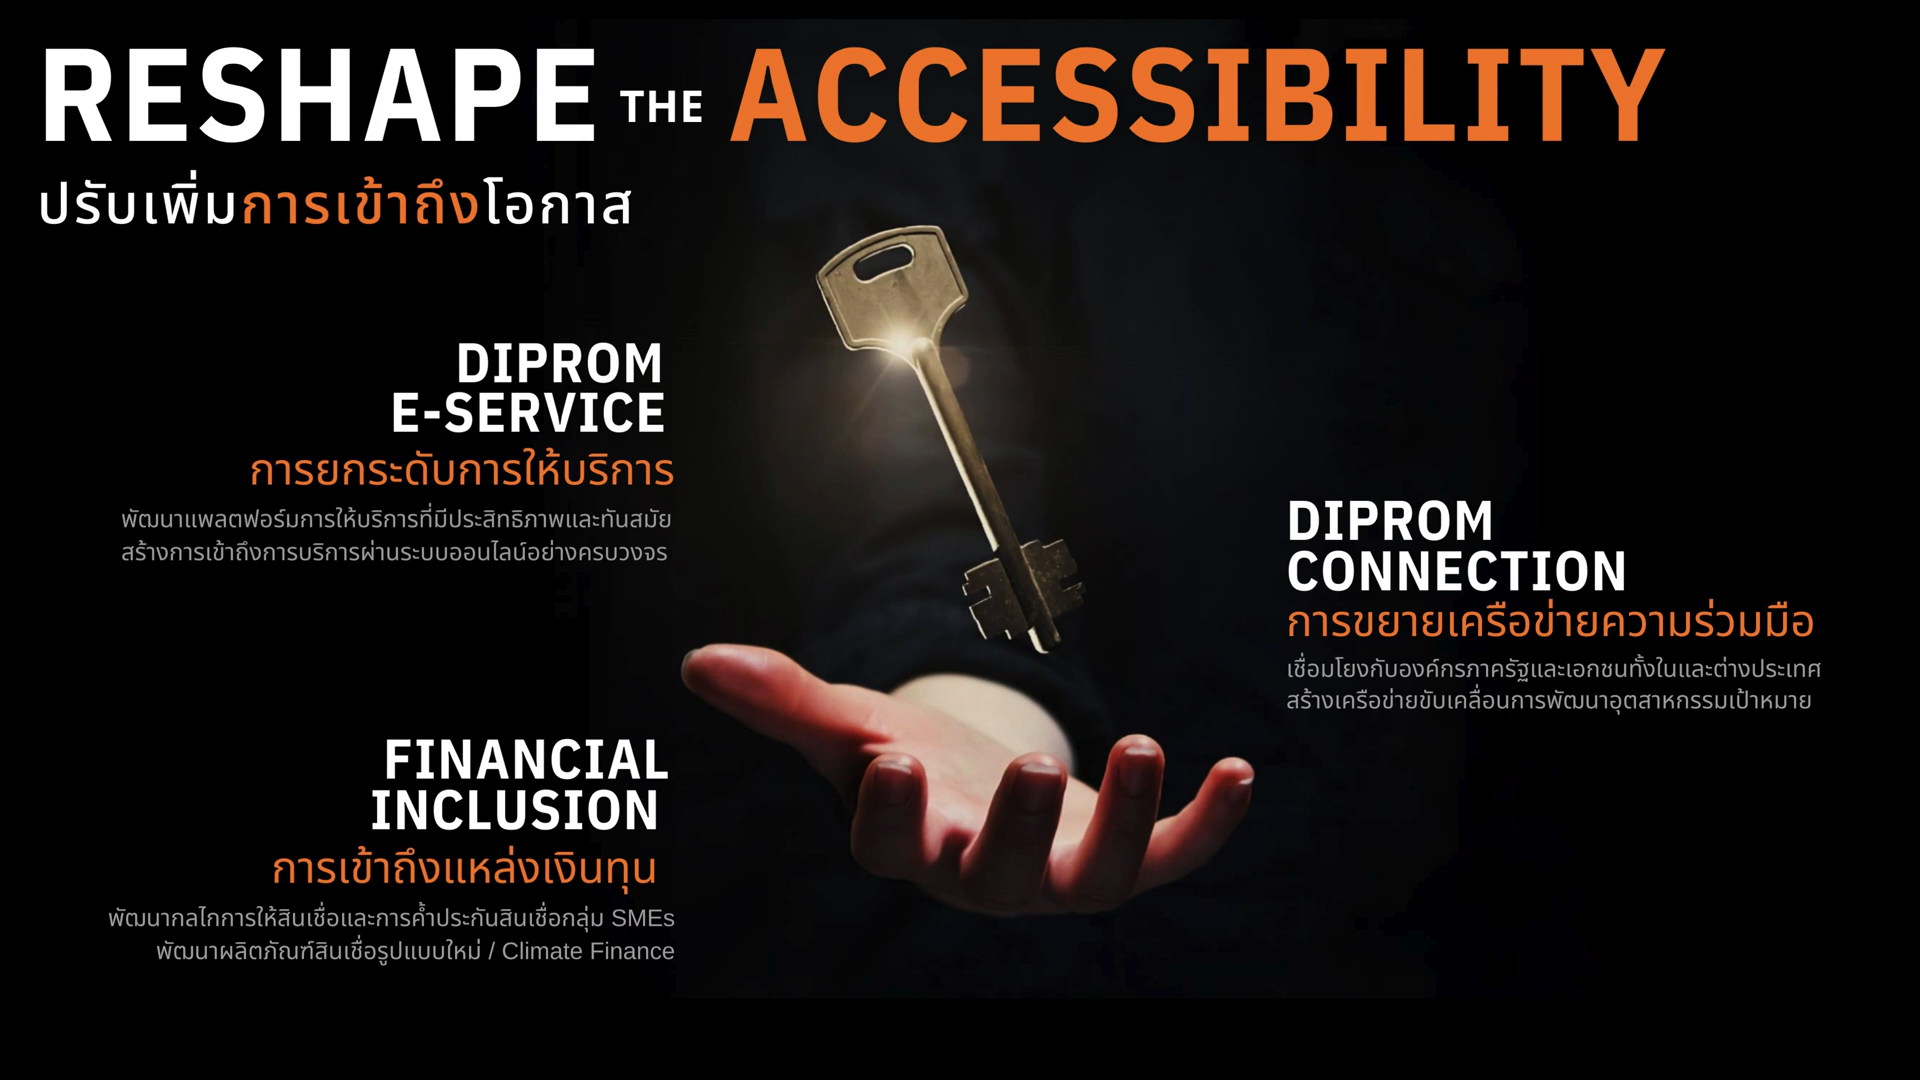 RESHAPE THE ACCESSIBILITY
ปรับเพิ่มการเข้าถึงโอกาส
DIPROM
E-SERVICE
การยกระดับการให้บริการ
พัฒนาแพลตฟอร์มการให้บริการที่มีประสิทธิภาพและทันสมัย
สร้างการเข้าถึงการบริการผ่านระบบออนไลน์อย่างครบวงจร
DIPROM
CONNECTION
การขยายเครือข่ายความร่วมมือ
เชื่อมโยงกับองค์กรภาครัฐและเอกชนทั้งในและต่างประเทศ
สร้างเครือข่ายขับเคลื่อนการพัฒนาอุตสาหกรรมเป้าหมาย
FINANCIAL
INCLUSION
การเข้าถึงแหล่งเงินทุน
พัฒนากลไกการให้สินเชื่อและการค้ำประกันสินเชื่อกลุ่ม SMEs
พัฒนาผลิตภัณฑ์สินเชื่อรูปแบบใหม่ / Climate Finance